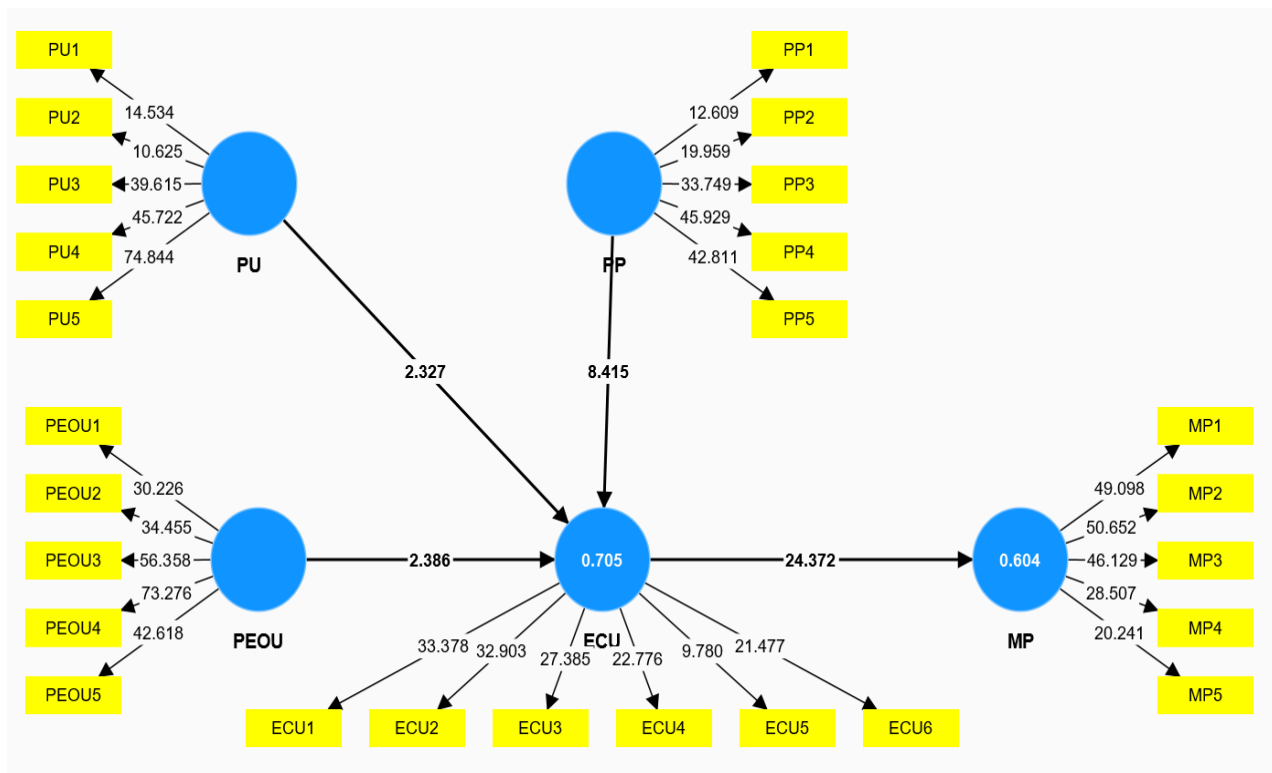 PU1
14.534
PU2
10.625
PU3
39.615
PU4
45.722
PU5
74.844
PU
PP1
12.609
PP2
19.959
PP3
33.749
PP4
45.929
PP5
42.811
PP
2.327
8.415
PEOU1
30.226
PEOU2
34.455
PEOU3
56.358
PEOU4
73.276
PEOU5
42.618
PEOU
2.386
0.705
ECU
24.372
0.604
MP
MP1
49.098
MP2
50.652
MP3
46.129
MP4
28.507
MP5
20.241
33.378
32.903
27.385
22.776
9.780
21.477
ECU1
ECU2
ECU3
ECU4
ECU5
ECU6